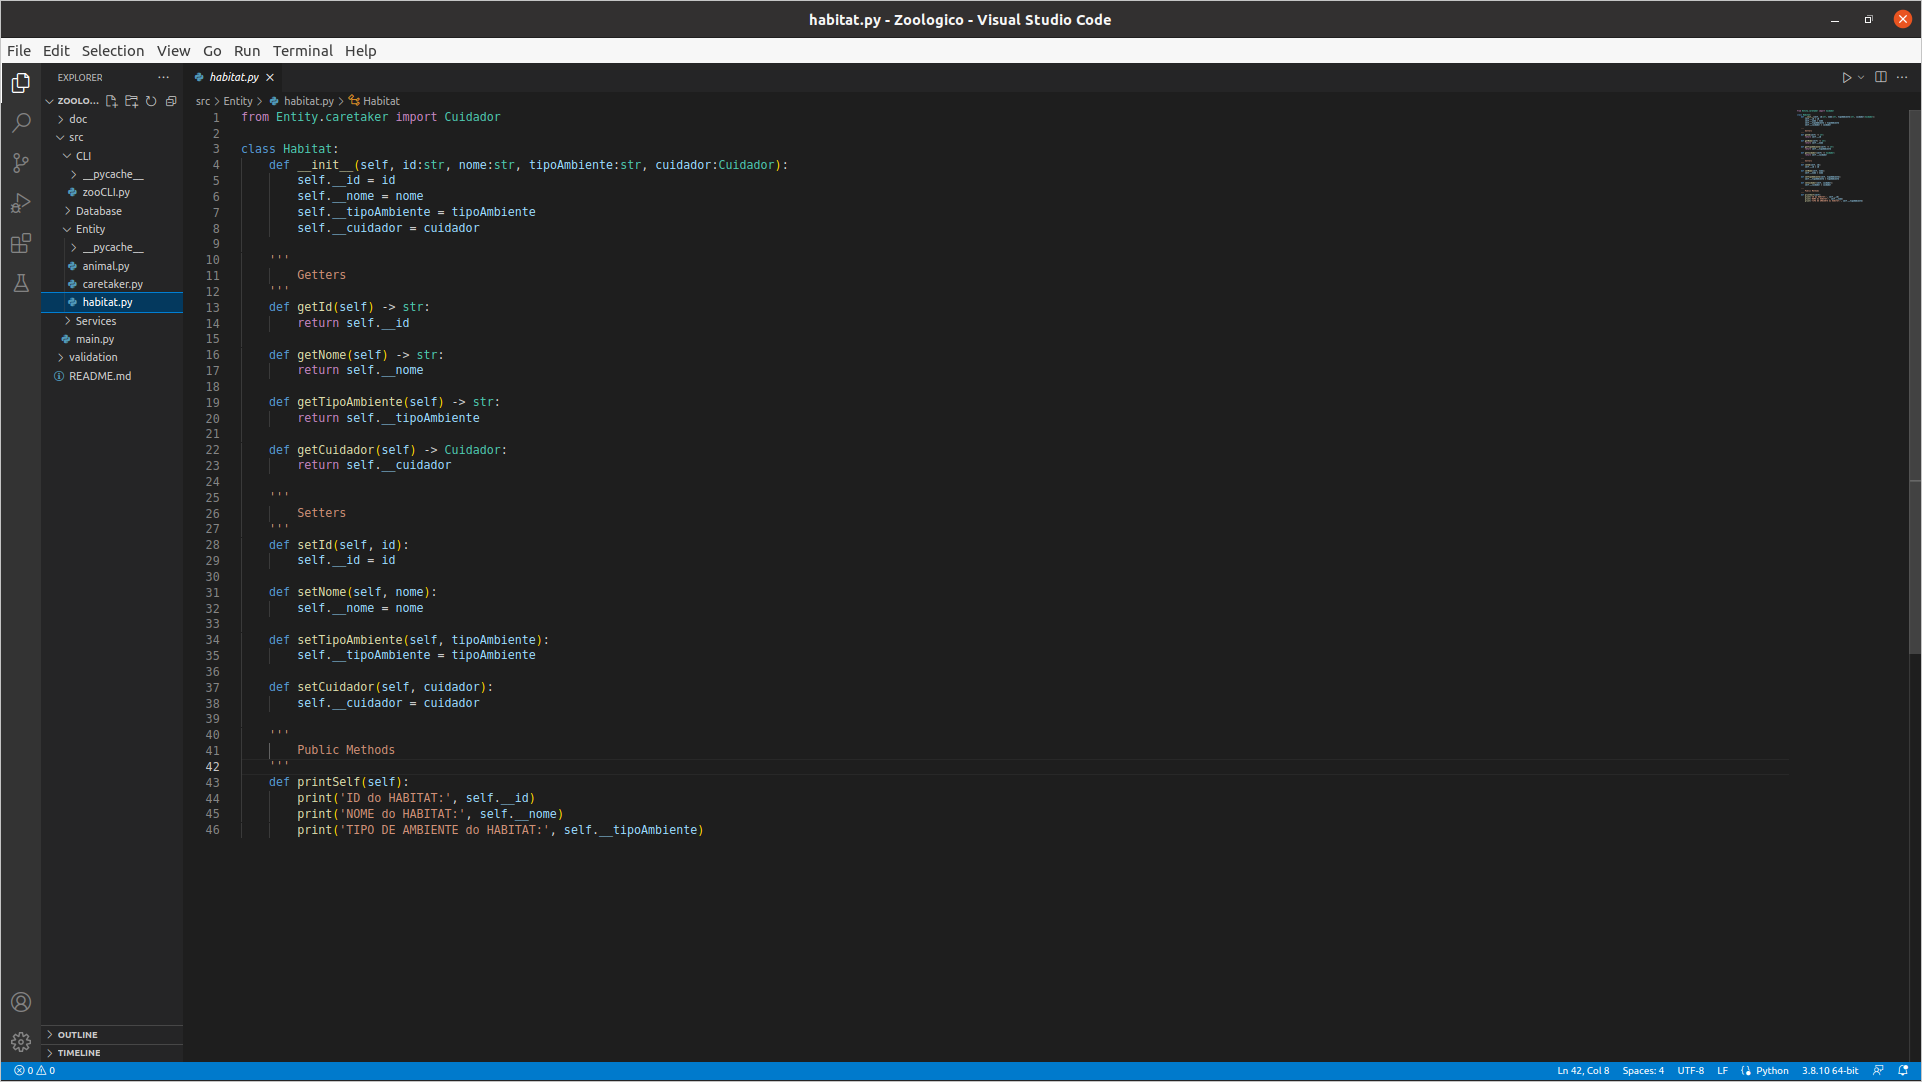 habitat.py - Zoologico - Visual Studio Code
File Edit Selection View Go Run Terminal Help
EXPLORER
ZOOLO...
doc
src
CLI
__pycache__
zooCLI.py
Database
Entity
__pycache__
animal.py
caretaker.py
habitat.py
Services
main.py
validation
README.md
OUTLINE
TIMELINE
habitat.py
src > Entity > habitat.py > Habitat
1 from Entity.caretaker import Cuidador
2
3 class Habitat:
4     def __init__(self, id:str, nome:str, tipoAmbiente:str, cuidador:Cuidador):
5         self.__id = id
6         self.__nome = nome
7         self.__tipoAmbiente = tipoAmbiente
8         self.__cuidador = cuidador
9
10     '''
11         Getters
12     '''
13     def getId(self) -> str:
14         return self.__id
15
16     def getNome(self) -> str:
17         return self.__nome
18
19     def getTipoAmbiente(self) -> str:
20         return self.__tipoAmbiente
21
22     def getCuidador(self) -> Cuidador:
23         return self.__cuidador
24
25     '''
26         Setters
27     '''
28     def setId(self, id):
29         self.__id = id
30
31     def setNome(self, nome):
32         self.__nome = nome
33
34     def setTipoAmbiente(self, tipoAmbiente):
35         self.__tipoAmbiente = tipoAmbiente
36
37     def setCuidador(self, cuidador):
38         self.__cuidador = cuidador
39
40     '''
41         Public Methods
42     '''
43     def printSelf(self):
44         print('ID do HABITAT:', self.__id)
45         print('NOME do HABITAT:', self.__nome)
46         print('TIPO DE AMBIENTE do HABITAT:', self.__tipoAmbiente)
0 0 Ln 42, Col 8 Spaces: 4 UTF-8 LF Python 3.8.10 64-bit